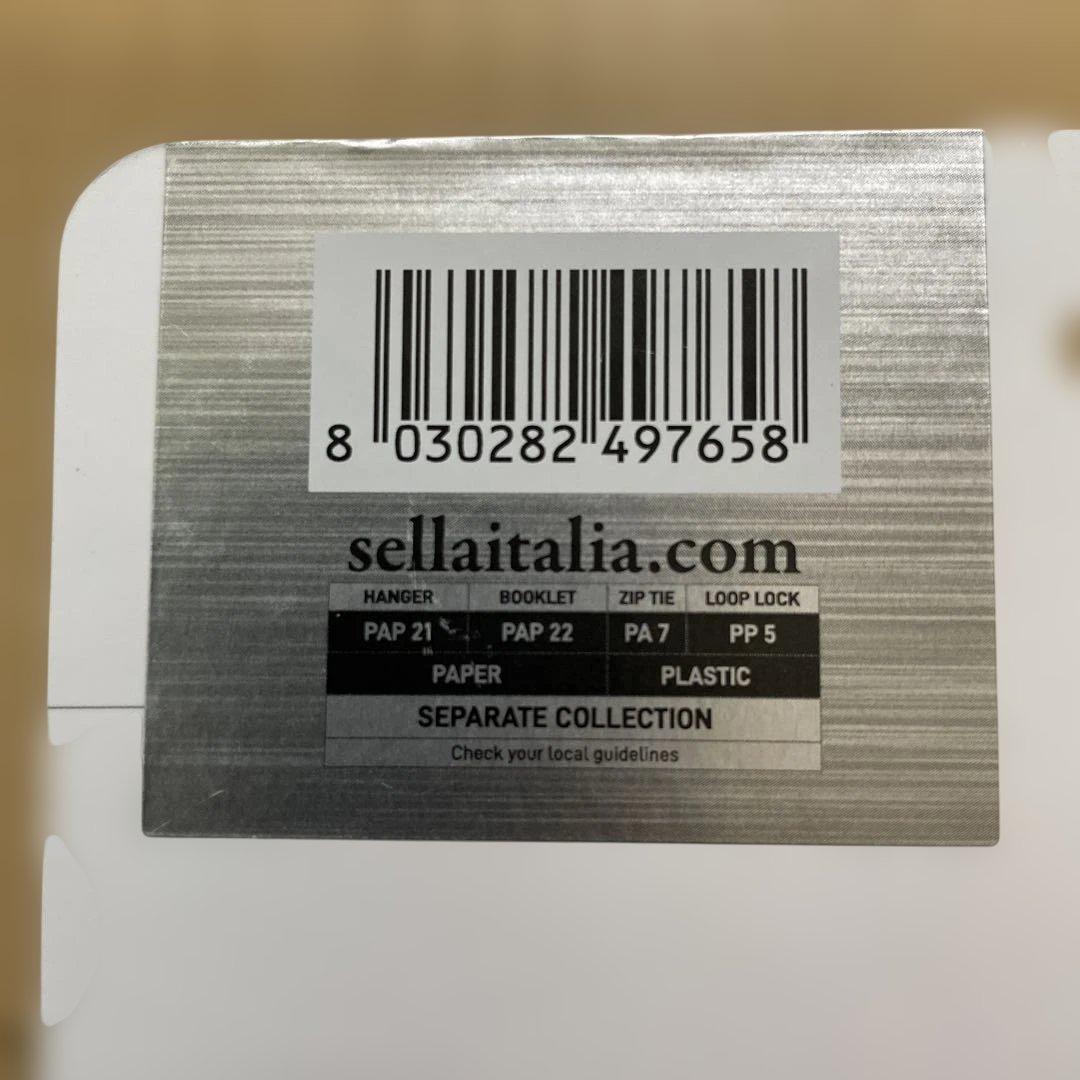 8 030282 497658
sellaitalia.com
HANGER BOOKLET ZIP TIE LOOP LOCK
PAP 21 PAP 22 PA 7 PP 5
PAPER PLASTIC
SEPARATE COLLECTION
Check your local guidelines